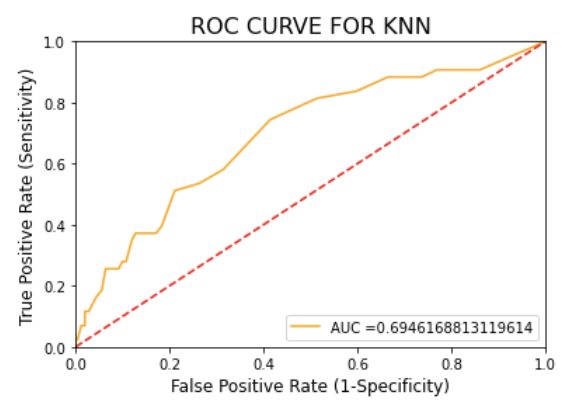 ROC CURVE FOR KNN
True Positive Rate (Sensitivity)
1.0
0.8
0.6
0.4
0.2
0.0
AUC =0.6946168813119614
0.0 0.2 0.4 0.6 0.8 1.0
False Positive Rate (1-Specificity)